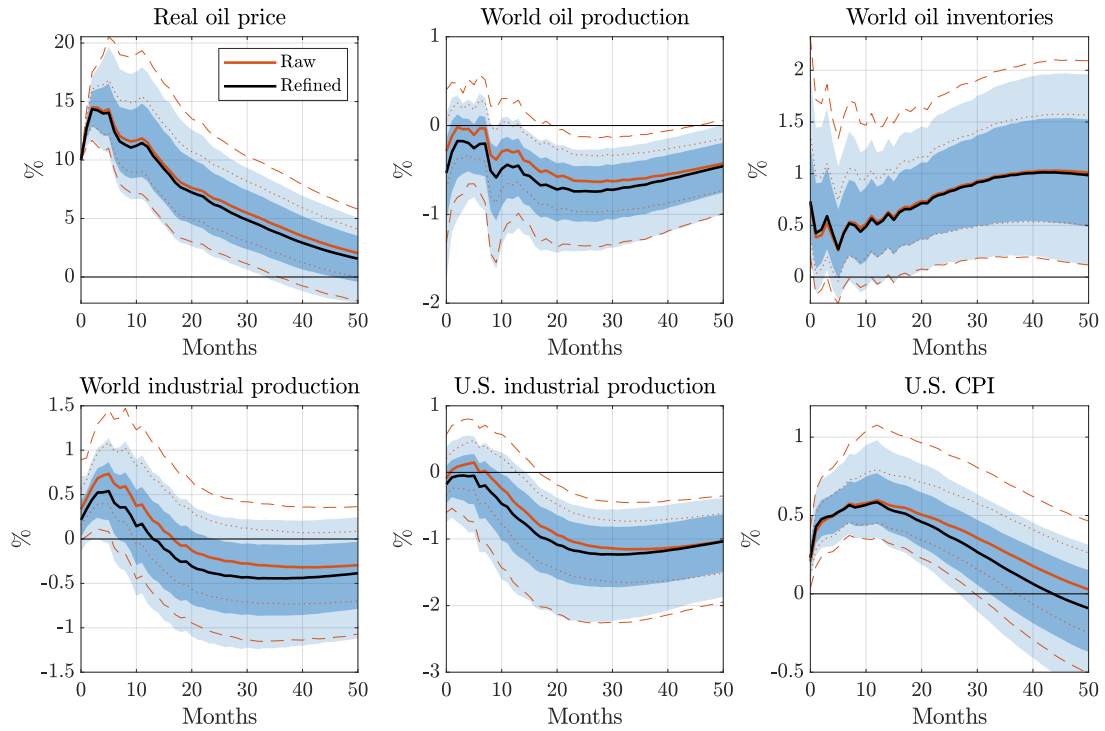 Real oil price
%
20
15
10
5
0
0 10 20 30 40 50
Months
Raw
Refined
World oil production
%
1
0
-1
-2
0 10 20 30 40 50
Months
World oil inventories
%
2
1.5
1
0.5
0
0 10 20 30 40 50
Months
World industrial production
%
1.5
1
0.5
0
-0.5
-1
-1.5
0 10 20 30 40 50
Months
U.S. industrial production
%
1
0
-1
-2
-3
0 10 20 30 40 50
Months
U.S. CPI
%
1
0.5
0
-0.5
0 10 20 30 40 50
Months